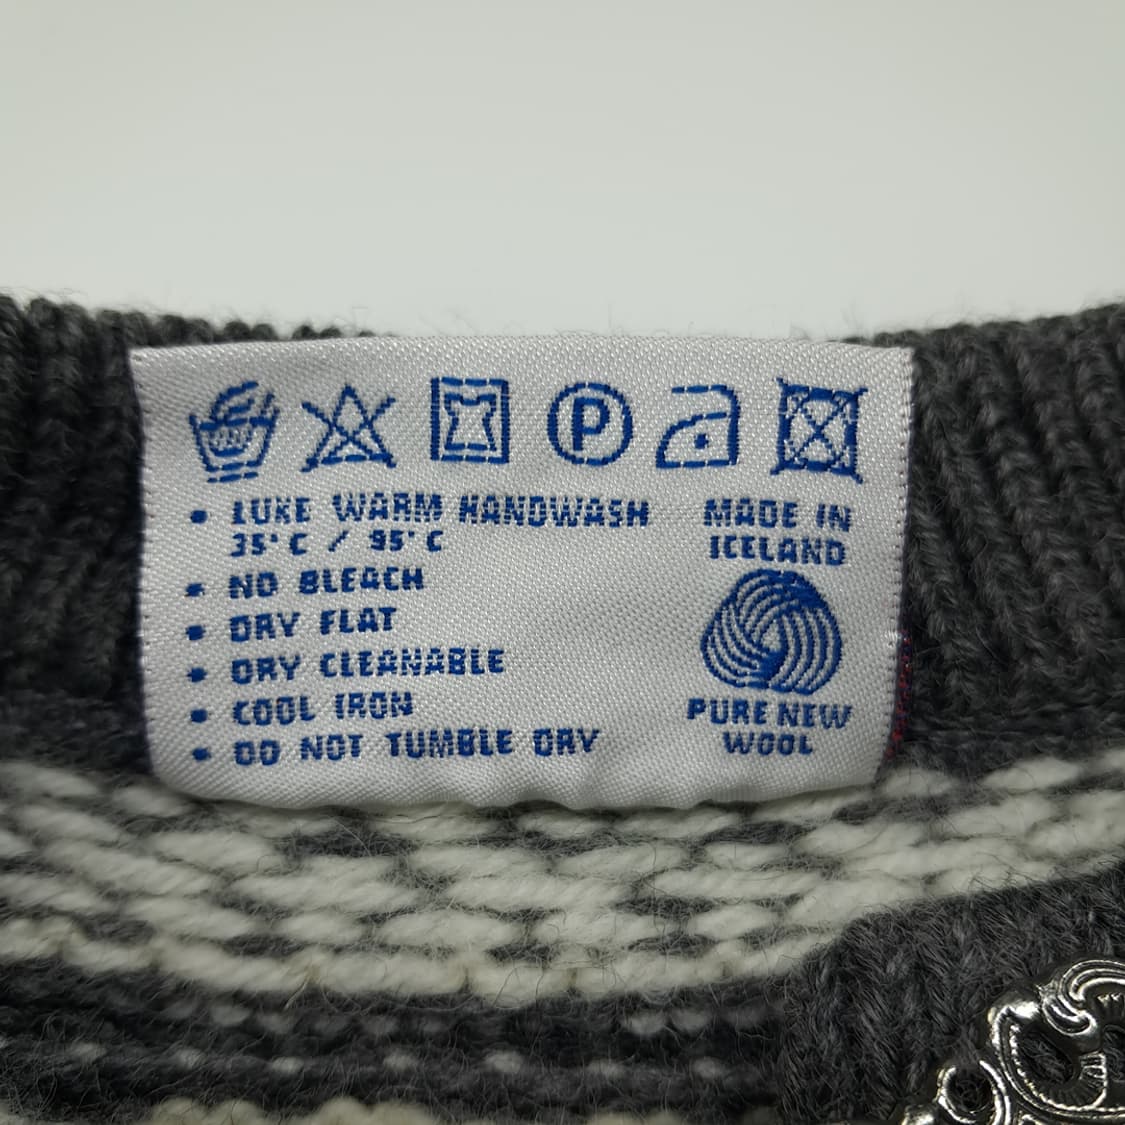 P
• LUKE WARM HANDWASH
35°C / 95°C
• NO BLEACH
• DRY FLAT
• DRY CLEANABLE
• COOL IRON
• DO NOT TUMBLE DRY
MADE IN
ICELAND
PURE NEW
WOOL